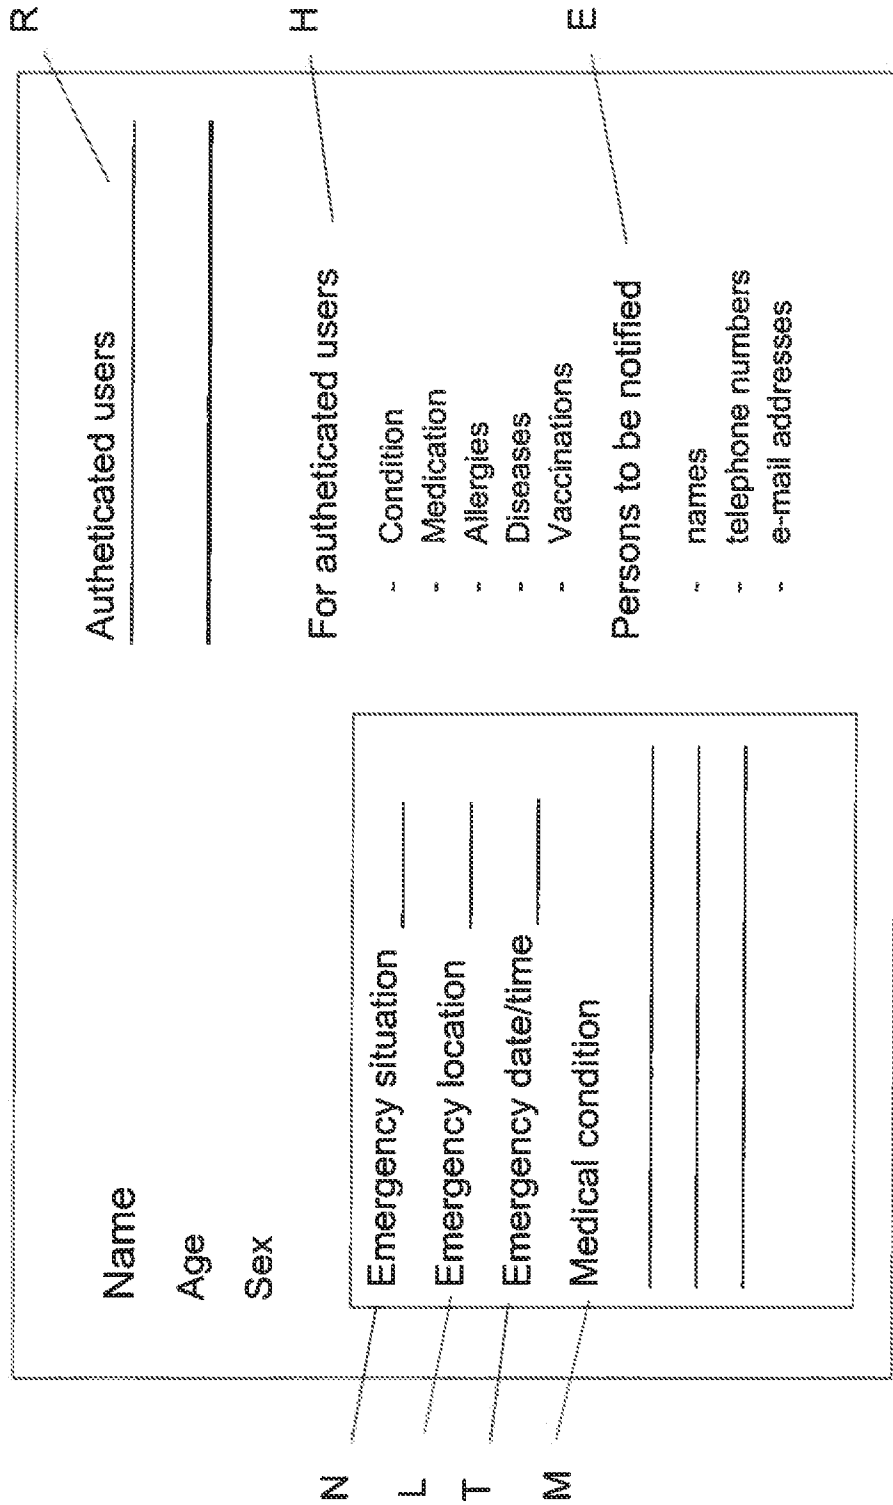 Name
Age
Sex
Emergency situation
Emergency location
Emergency date/time
Medical condition
N
L
T
M
Autheticated users
For autheticated users
- Condition
- Medication
- Allergies
- Diseases
- Vaccinations
Persons to be notified
- names
- telephone numbers
- e-mail addresses
R
H
E